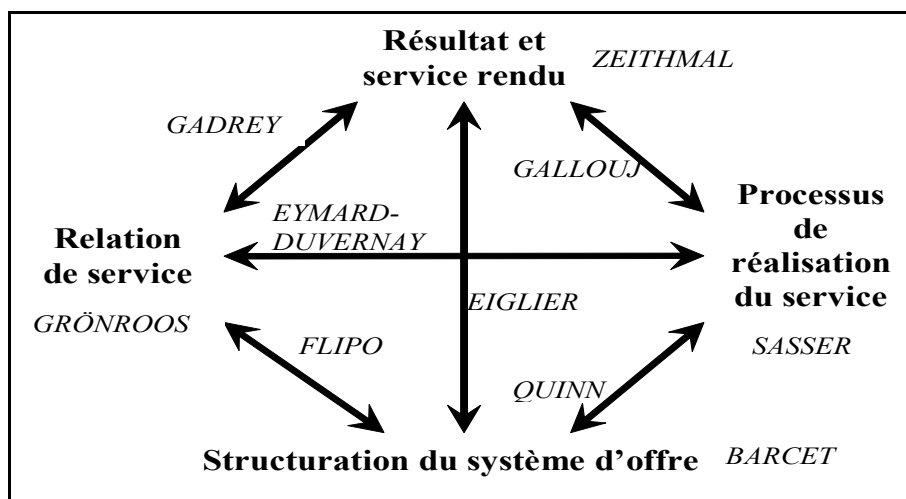 Résultat et
service rendu
ZEITHMAL
GADREY
GALLOUJ
EYMARD-
DUVERNAY
Relation
de service
Processus
de
réalisation
du service
GRÖNROOS
EIGLIER
FLIPO
SASSER
QUINN
Structuration du système d'offre
BARCET